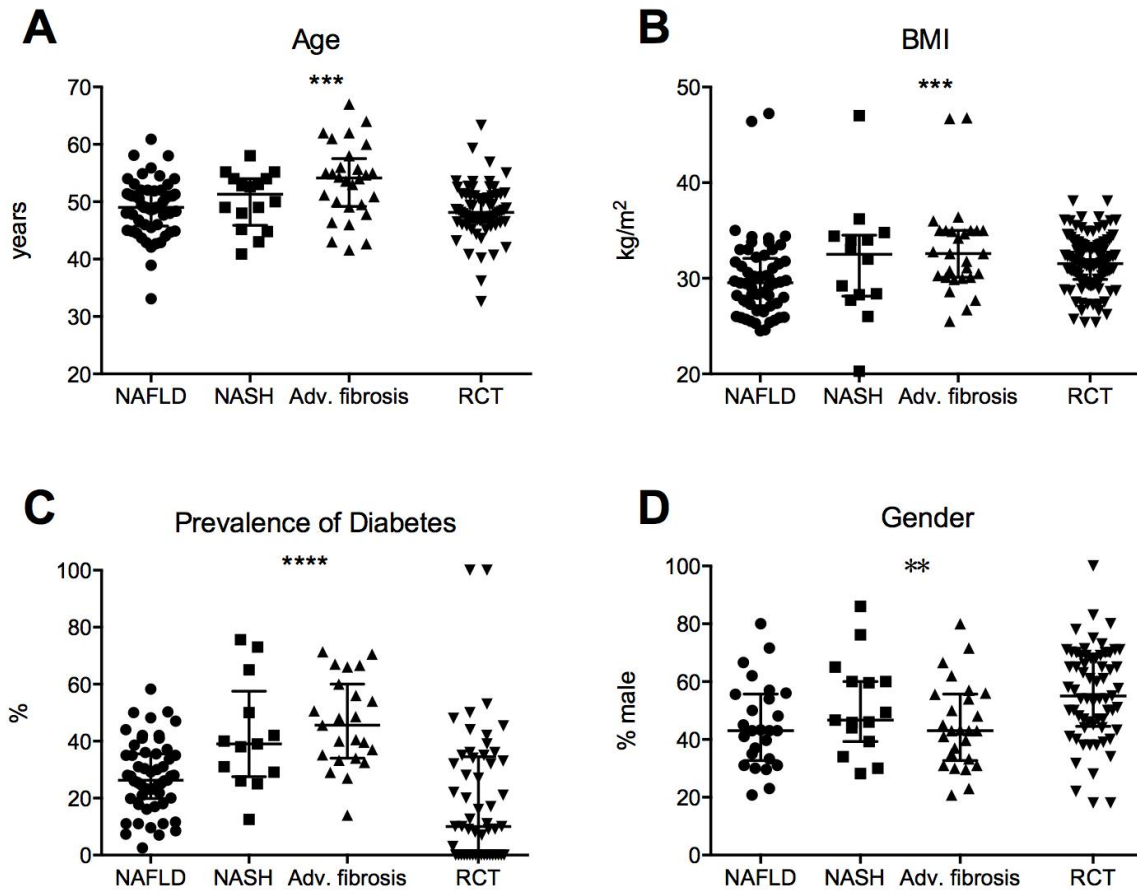 A
Age
***
years
70
60
50
40
30
20
NAFLD NASH Adv. fibrosis RCT
B
BMI
***
kg/m²
50
40
30
20
NAFLD NASH Adv. fibrosis RCT
C
Prevalence of Diabetes
****
%
100
80
60
40
20
0
NAFLD NASH Adv. fibrosis RCT
D
Gender
**
% male
100
80
60
40
20
0
NAFLD NASH Adv. fibrosis RCT